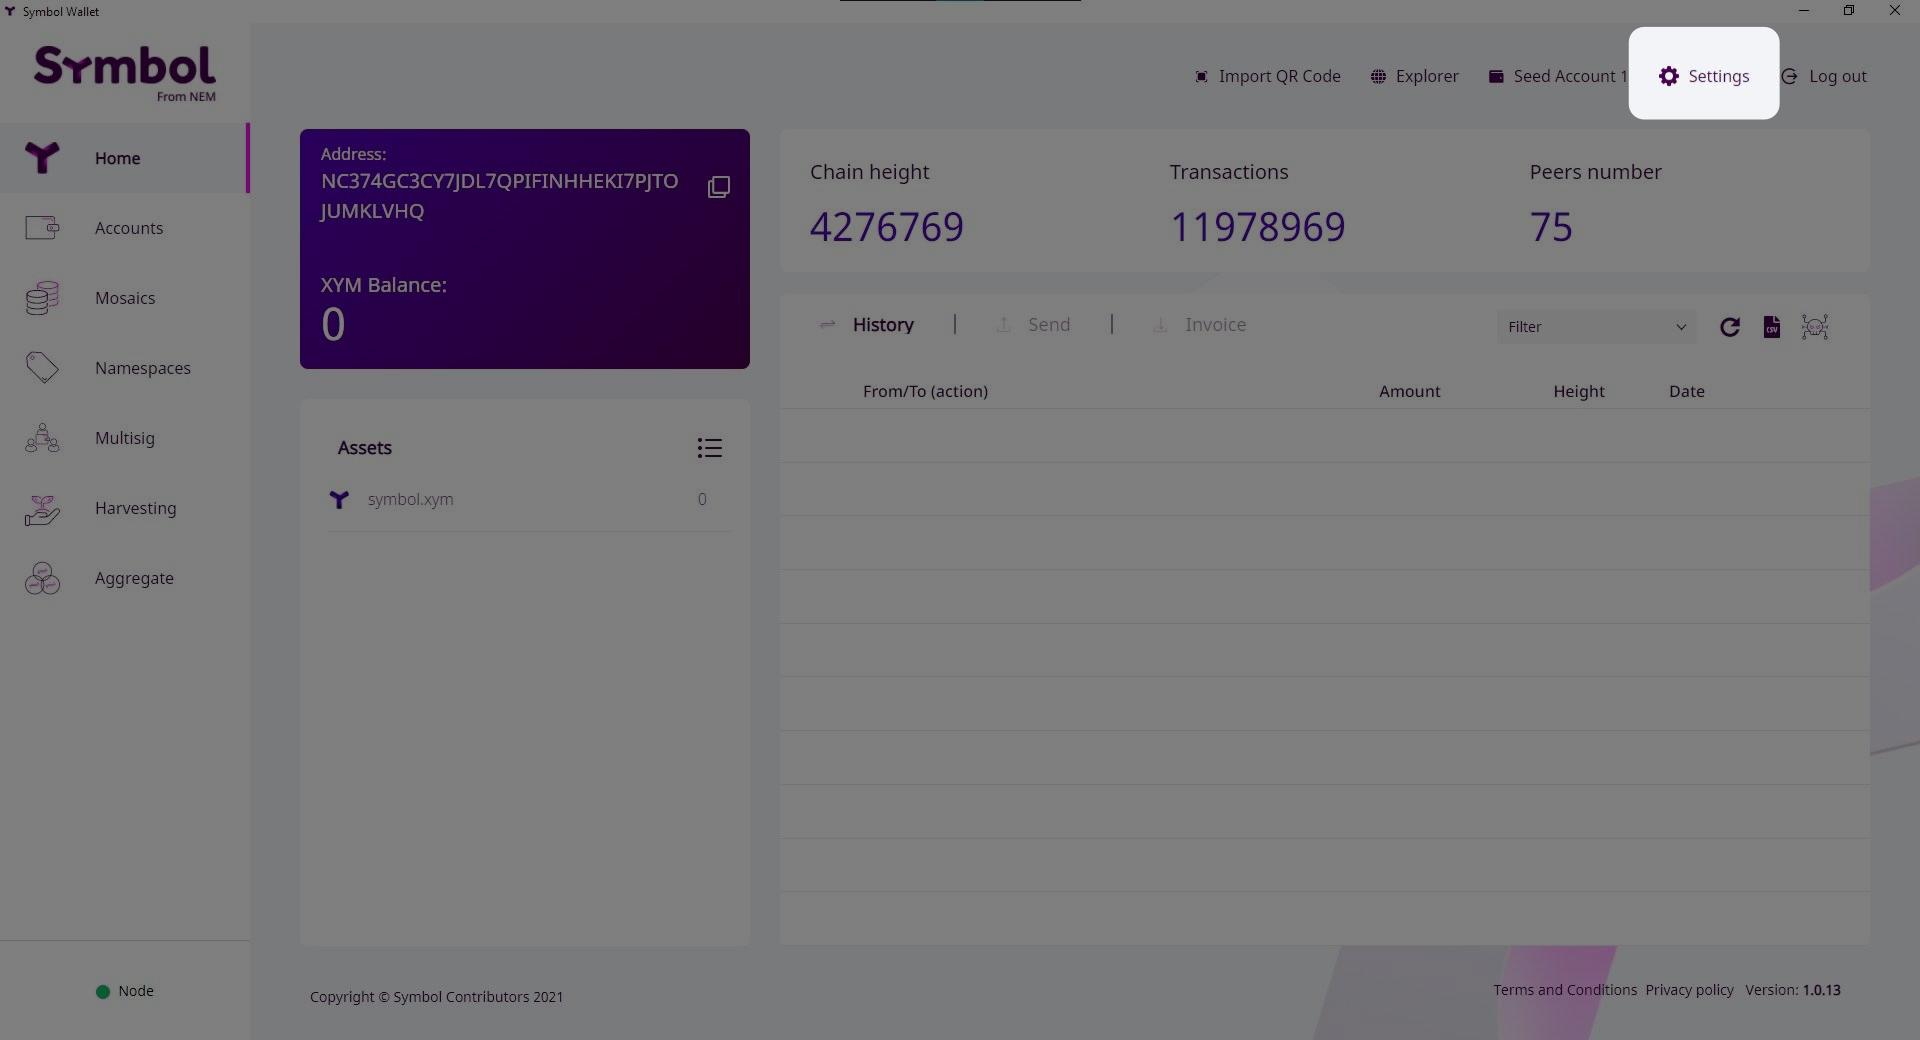 Symbol Wallet
Symbol
From NEM
Import QR Code
Explorer
Seed Account 1
Settings
Log out
Home
Accounts
Mosaics
Namespaces
Multisig
Harvesting
Aggregate
Node
Address:
NC374GC3CY7JDL7QPIFINHHEKI7PJTO
JUMKLVHQ
XYM Balance:
0
Assets
symbol.xym 0
Chain height Transactions Peers number
4276769 11978969 75
History | Send | Invoice
Filter
CSV
From/To (action) Amount Height Date
Copyright © Symbol Contributors 2021
Terms and Conditions Privacy policy Version: 1.0.13